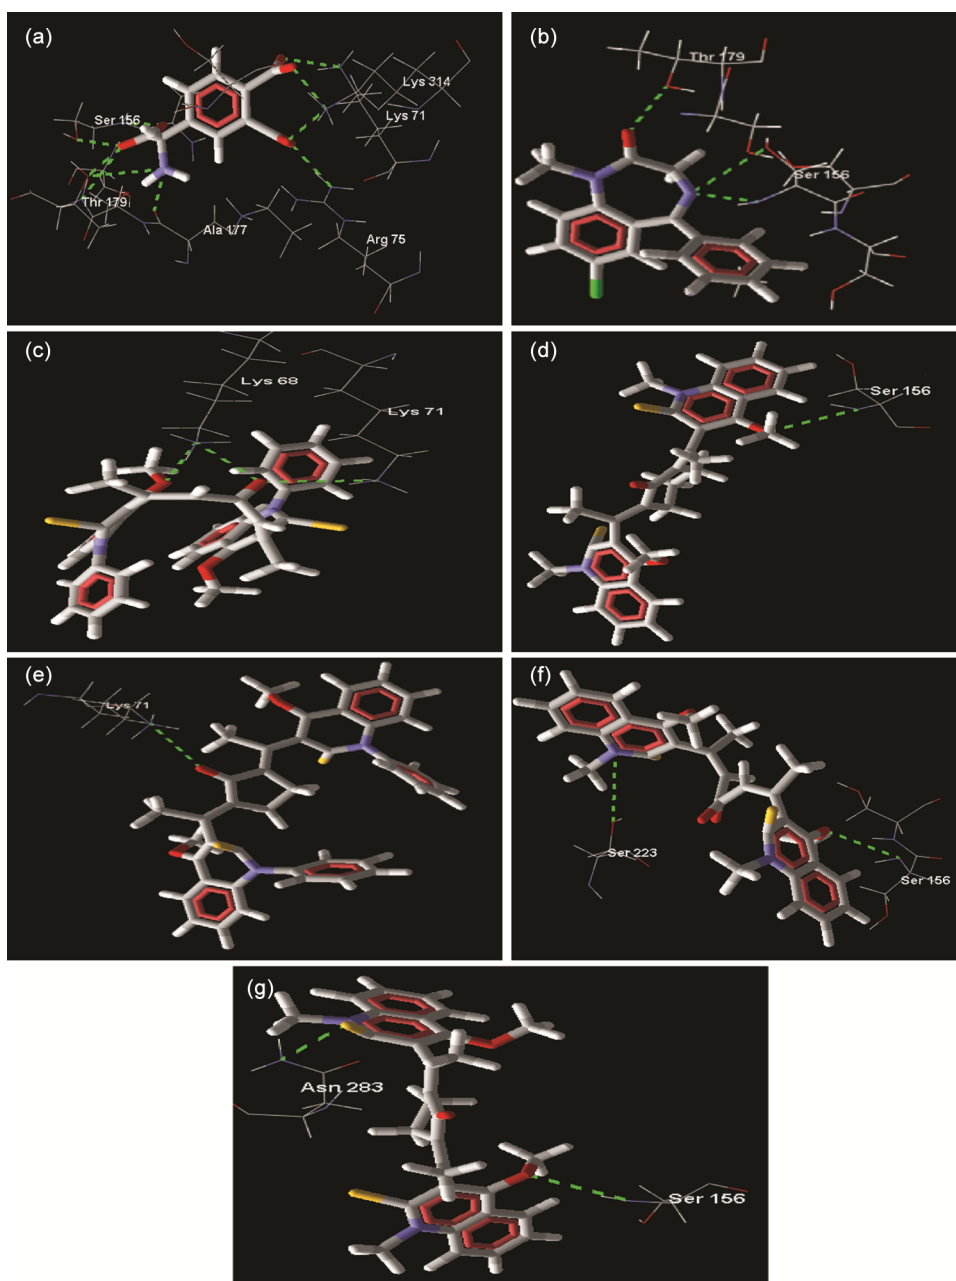 (a)
Lys 314
Ser 156
Lys 71
Thr 179
Ala 177
Arg 75
(b)
Thr 179
Ser 156
(c)
Lys 68
Lys 71
(d)
Ser 156
(e)
Lys 71
(f)
Ser 223
Ser 156
(g)
Asn 283
Ser 156